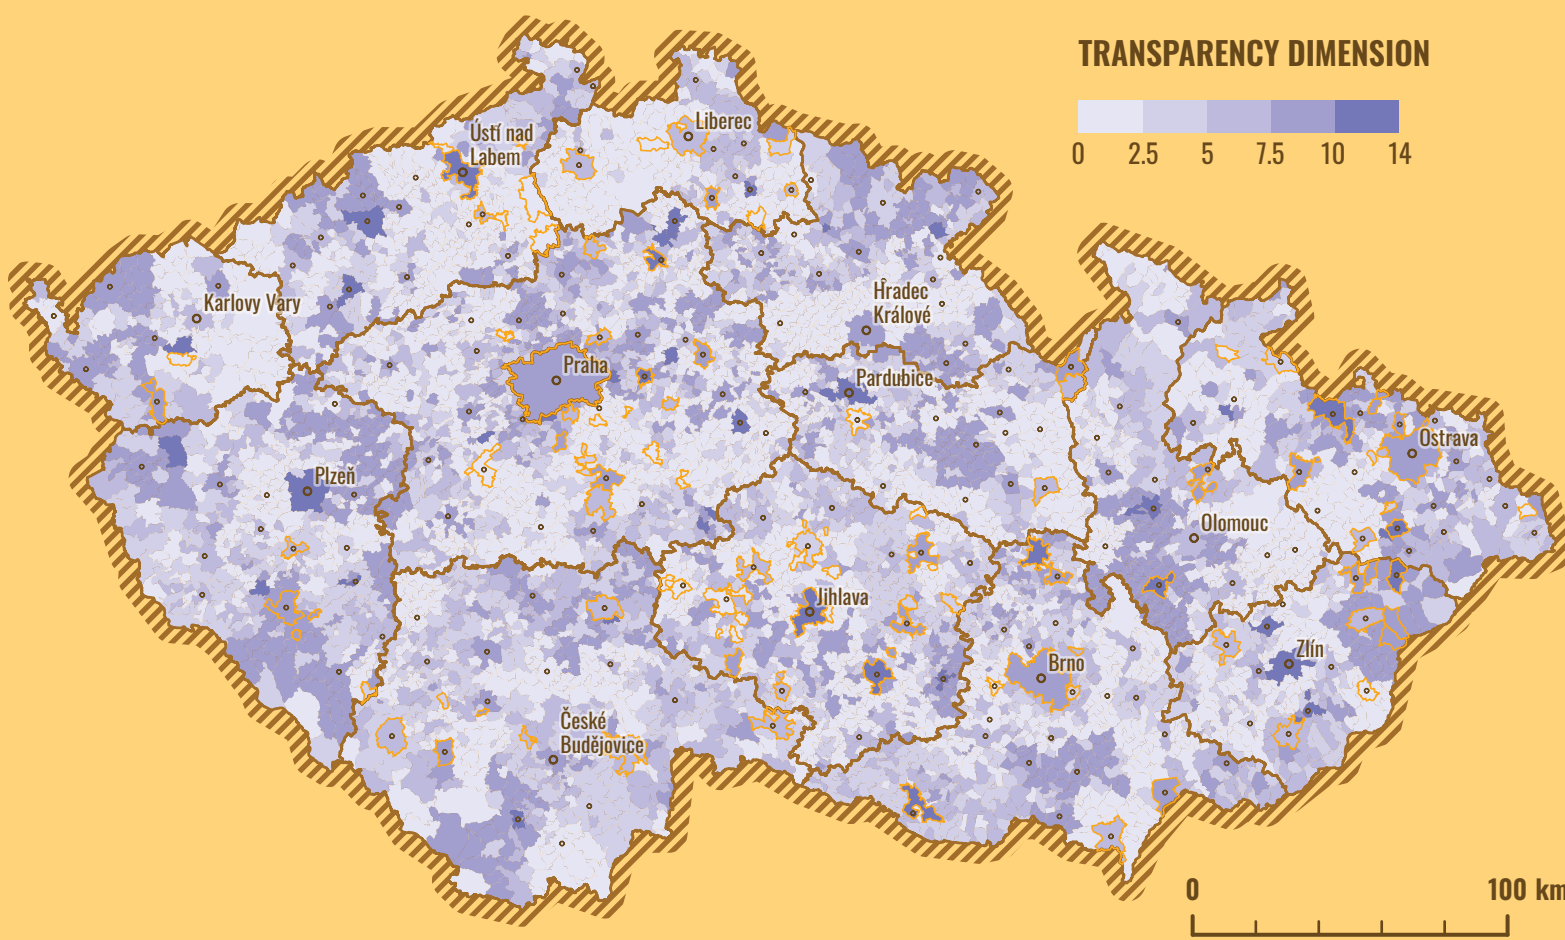 TRANSPARENCY DIMENSION
0 2.5 5 7.5 10 14
Liberec
Ústí nad
Labem
Karlovy Vary
Hradec
Králové
Praha
Pardubice
Ostrava
Plzeň
Olomouc
Jihlava
Zlín
Brno
České
Budějovice
0 100 km